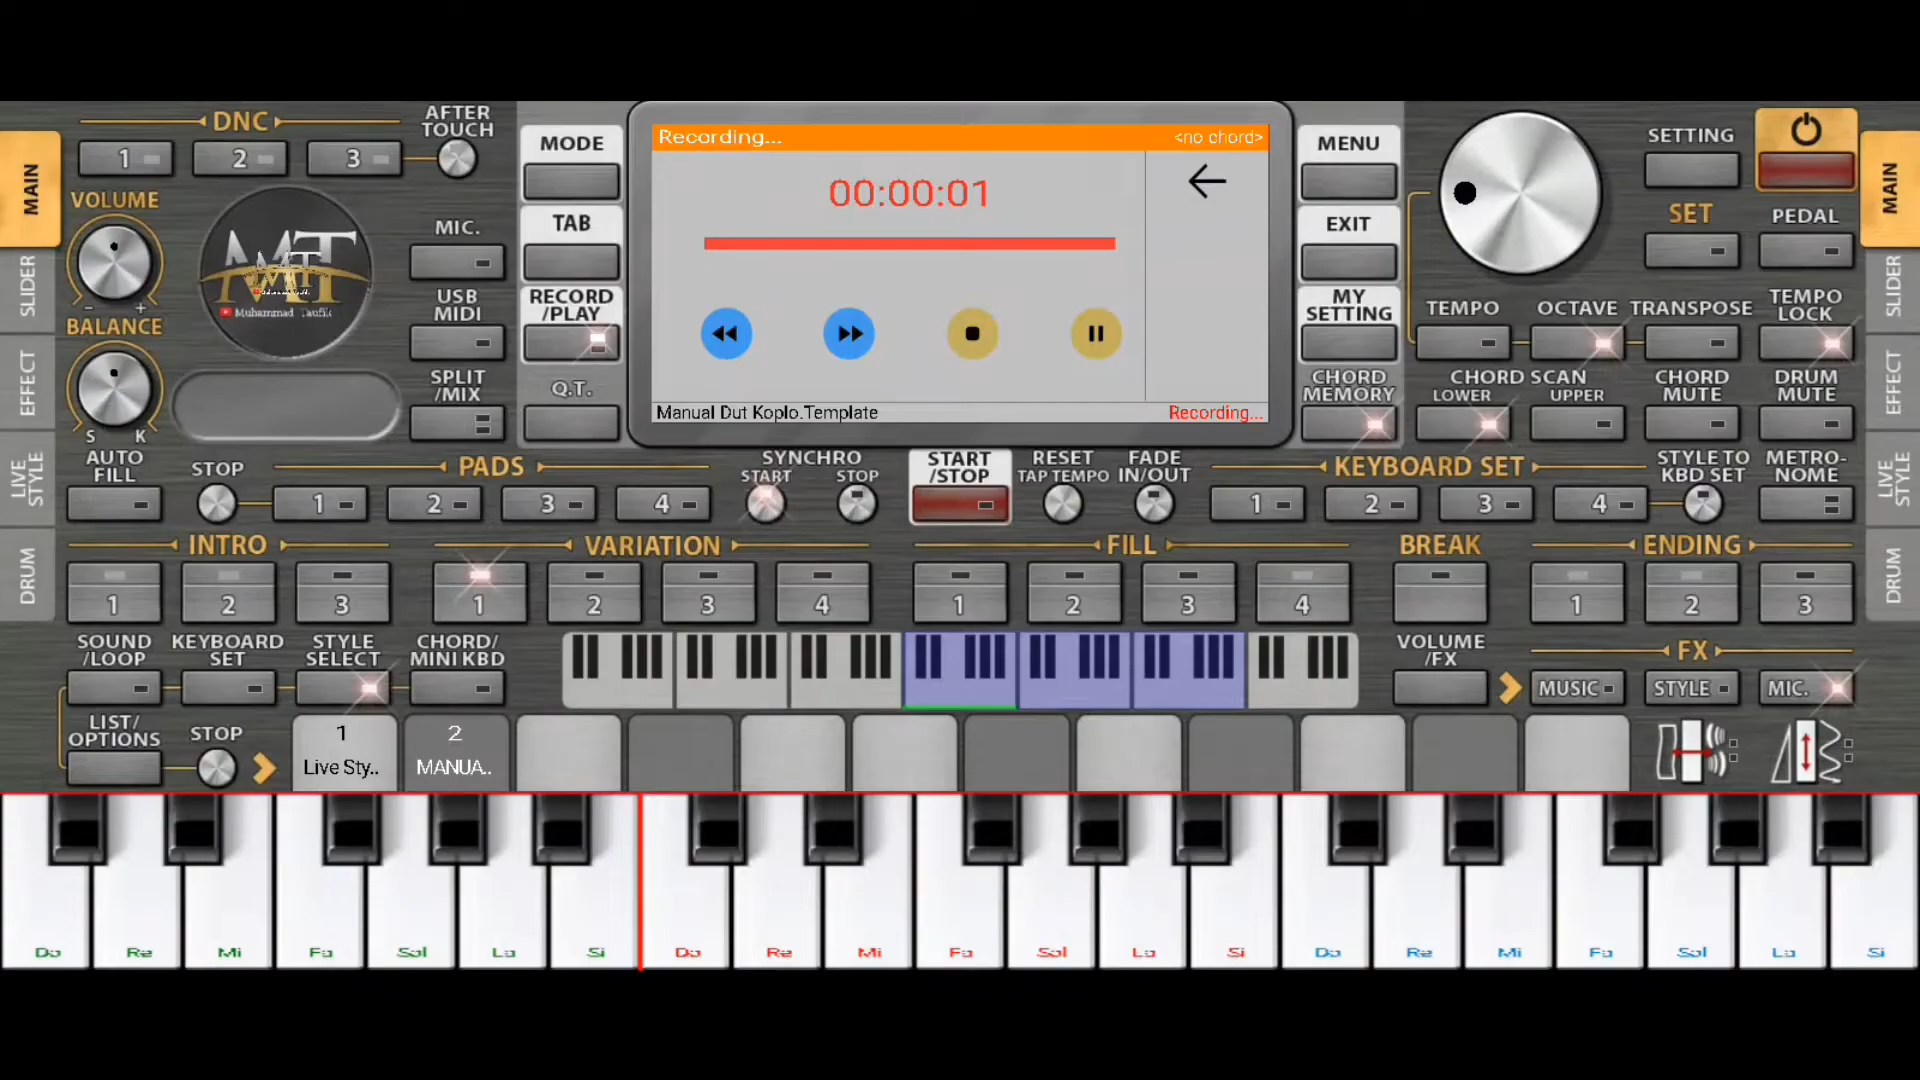 DNC
AFTER TOUCH
1 2 3
MAIN
SLIDER
EFFECT
LIVE STYLE
DRUM
VOLUME
- +
BALANCE
S K
Muhammad Taufik
MIC.
USB MIDI
SPLIT /MIX
MODE
TAB
RECORD /PLAY
Q.T.
Recording... <no chord>
00:00:01
Manual Dut Koplo.Template Recording...
MENU
EXIT
MY SETTING
CHORD MEMORY
SETTING
SET PEDAL
TEMPO OCTAVE TRANSPOSE TEMPO LOCK
CHORD SCAN
LOWER UPPER
CHORD MUTE
DRUM MUTE
MAIN
SLIDER
EFFECT
LIVE STYLE
DRUM
AUTO FILL
STOP
PADS
1 2 3 4
SYNCHRO
START STOP
START /STOP
RESET
TAP TEMPO
FADE IN/OUT
KEYBOARD SET
1 2 3 4
STYLE TO KBD SET
METRO-NOME
INTRO
1 2 3
VARIATION
1 2 3 4
FILL
1 2 3 4
BREAK
ENDING
1 2 3
SOUND /LOOP
KEYBOARD SET
STYLE SELECT
CHORD/ MINI KBD
VOLUME /FX
FX
MUSIC STYLE MIC.
LIST/ OPTIONS
STOP
1
Live Sty..
2
MANUA..
Do Re Mi Fa Sol La Si Do Re Mi Fa Sol La Si Do Re Mi Fa Sol La Si